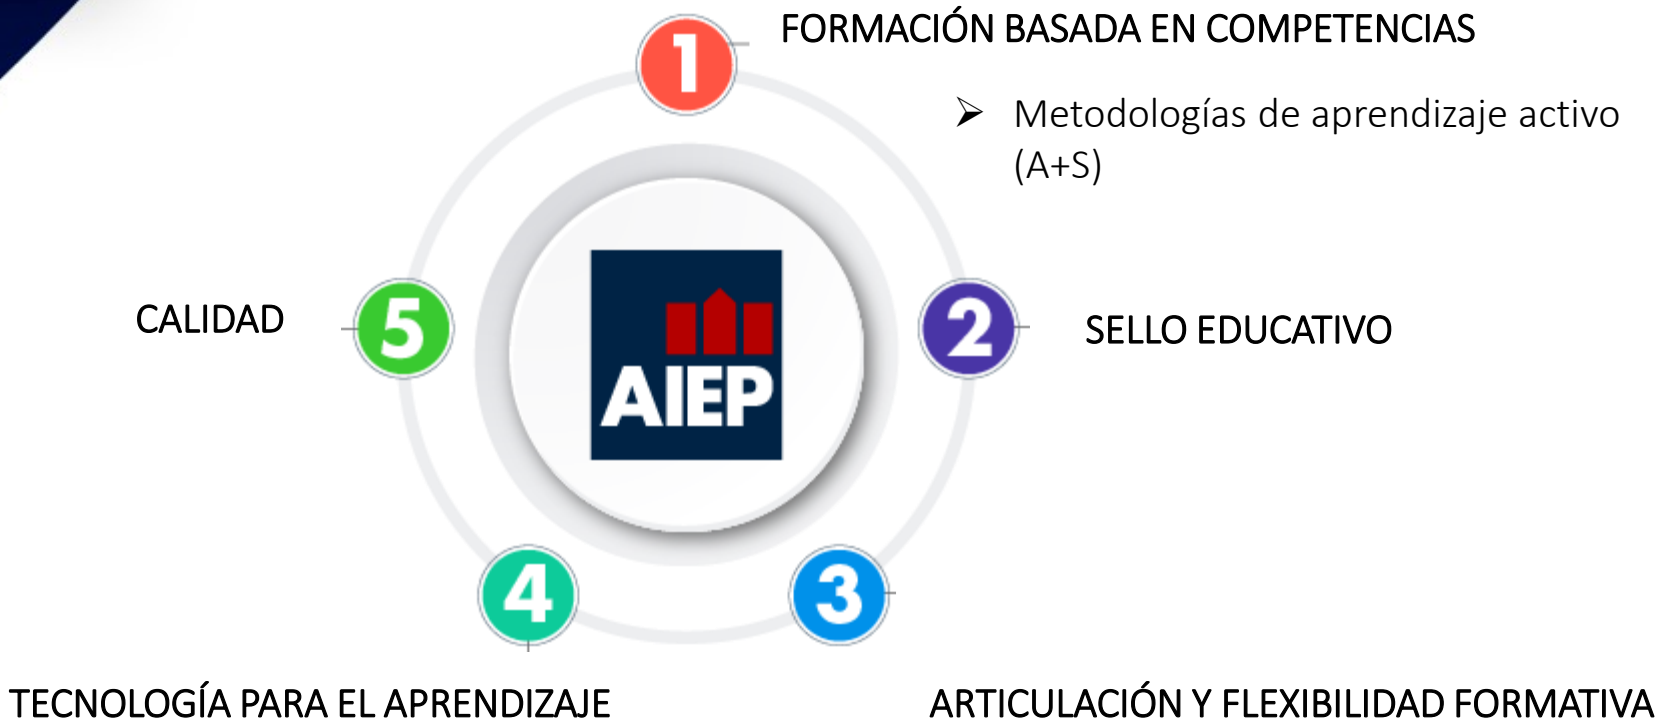 1
FORMACIÓN BASADA EN COMPETENCIAS
➢ Metodologías de aprendizaje activo
(A+S)
2
SELLO EDUCATIVO
3
ARTICULACIÓN Y FLEXIBILIDAD FORMATIVA
4
TECNOLOGÍA PARA EL APRENDIZAJE
5
CALIDAD
AIEP